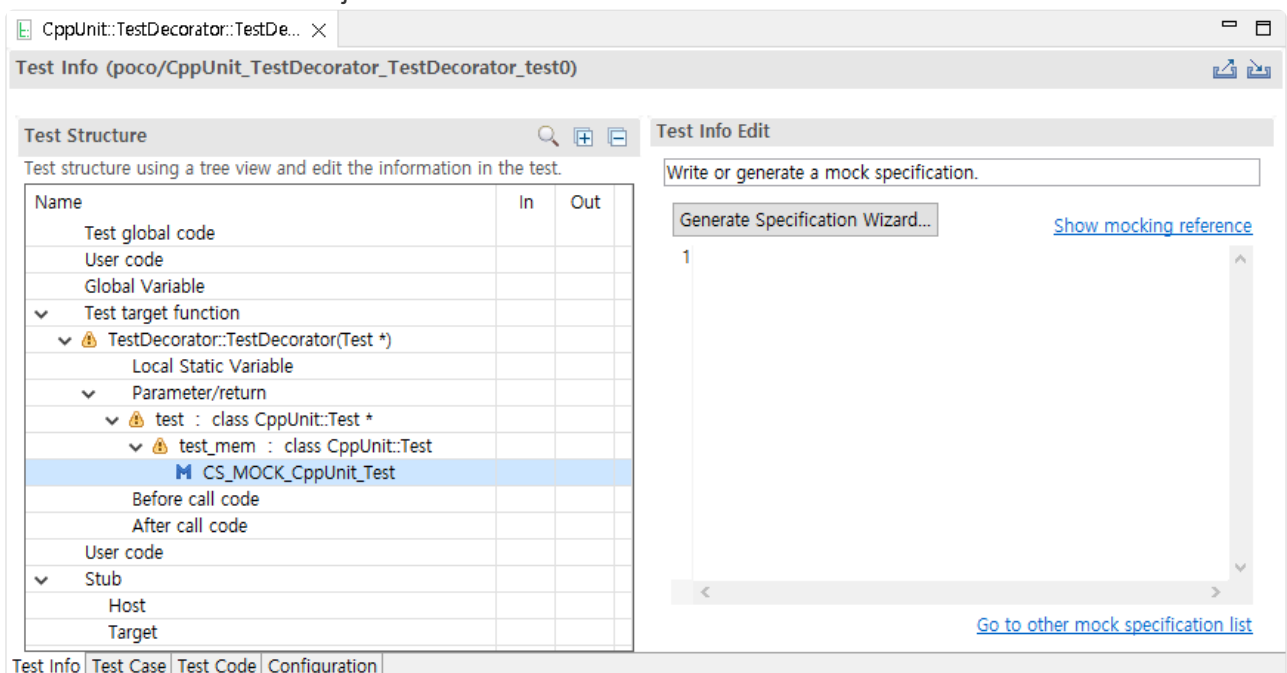 CppUnit::TestDecorator::TestDe...
Test Info (poco/CppUnit_TestDecorator_TestDecorator_test0)
Test Structure
Test structure using a tree view and edit the information in the test.
Name In Out
Test global code
User code
Global Variable
Test target function
TestDecorator::TestDecorator(Test *)
Local Static Variable
Parameter/return
test : class CppUnit::Test *
test_mem : class CppUnit::Test
M CS_MOCK_CppUnit_Test
Before call code
After call code
User code
Stub
Host
Target
Test Info Edit
Write or generate a mock specification.
Generate Specification Wizard...
Show mocking reference
1
Go to other mock specification list
Test Info Test Case Test Code Configuration